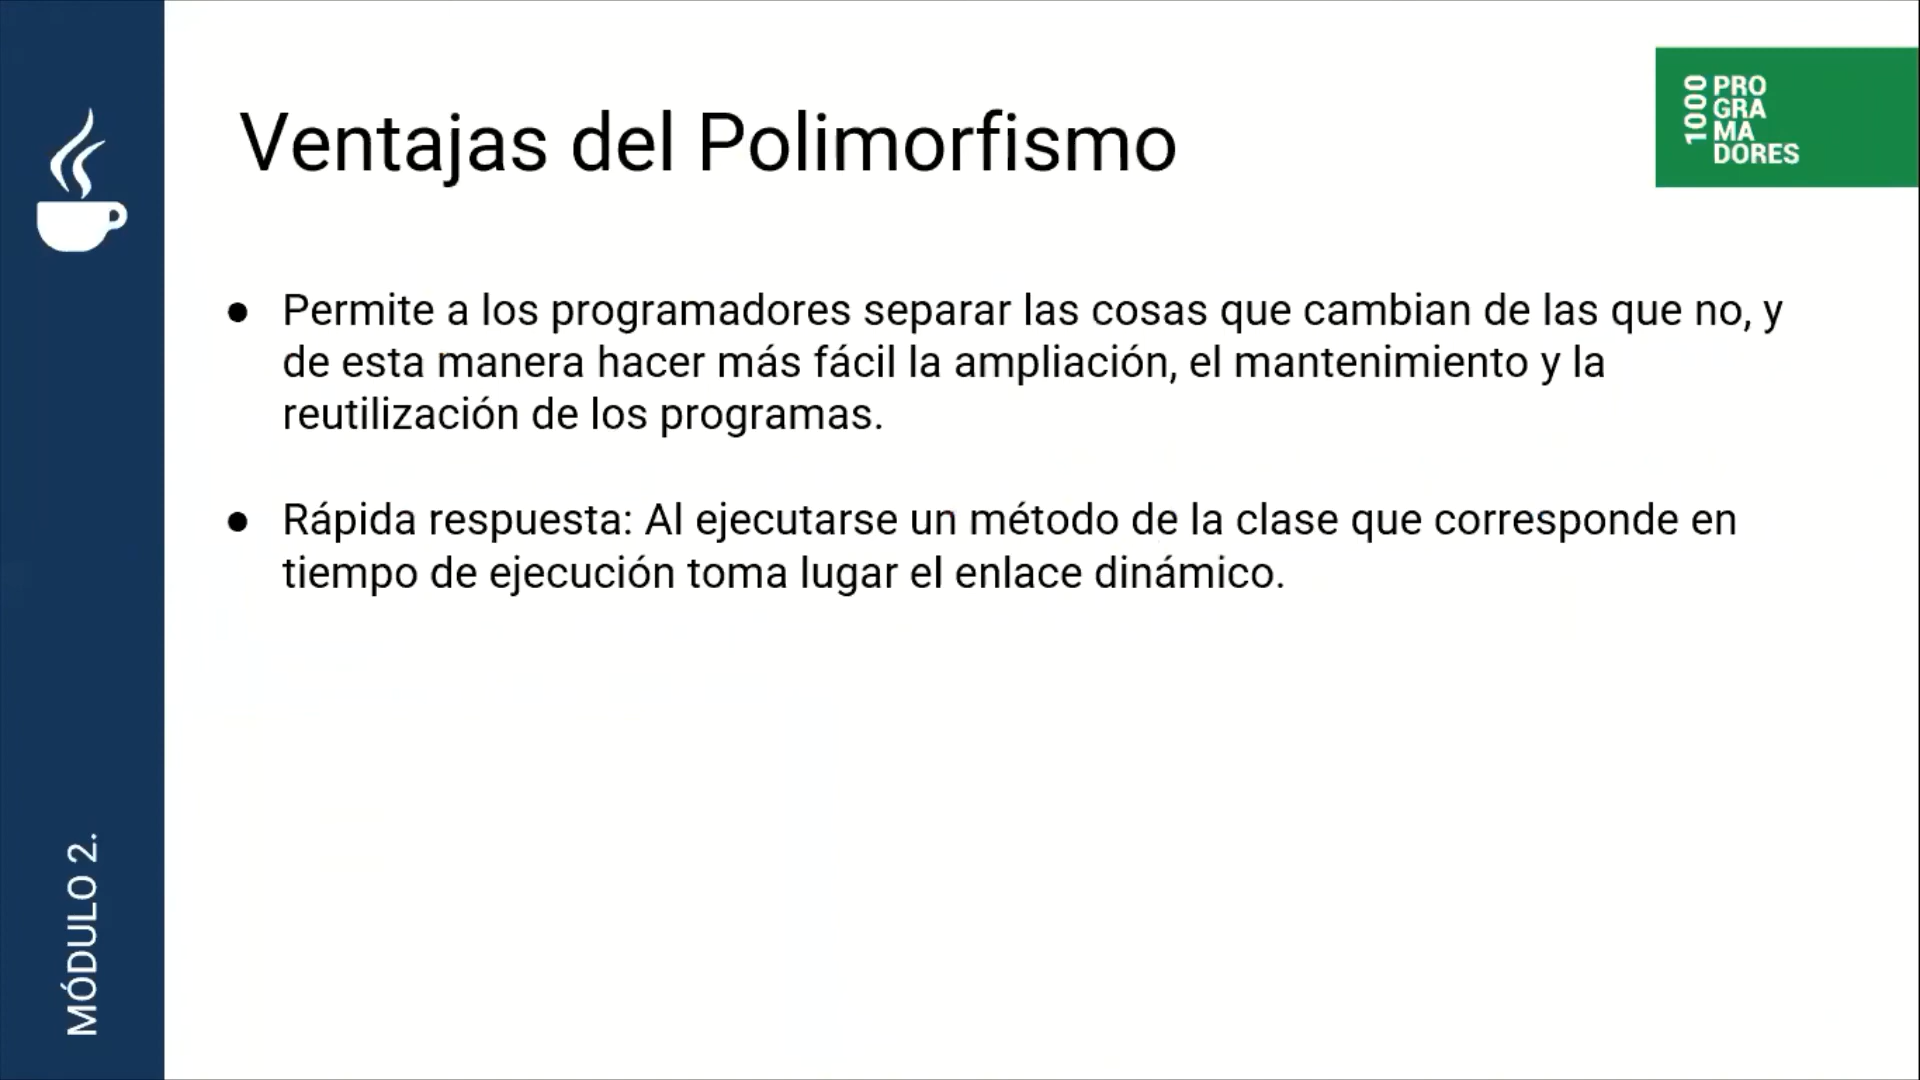 Ventajas del Polimorfismo
1000
PRO
GRA
MA
DORES
● Permite a los programadores separar las cosas que cambian de las que no, y
de esta manera hacer más fácil la ampliación, el mantenimiento y la
reutilización de los programas.
● Rápida respuesta: Al ejecutarse un método de la clase que corresponde en
tiempo de ejecución toma lugar el enlace dinámico.
MÓDULO 2.